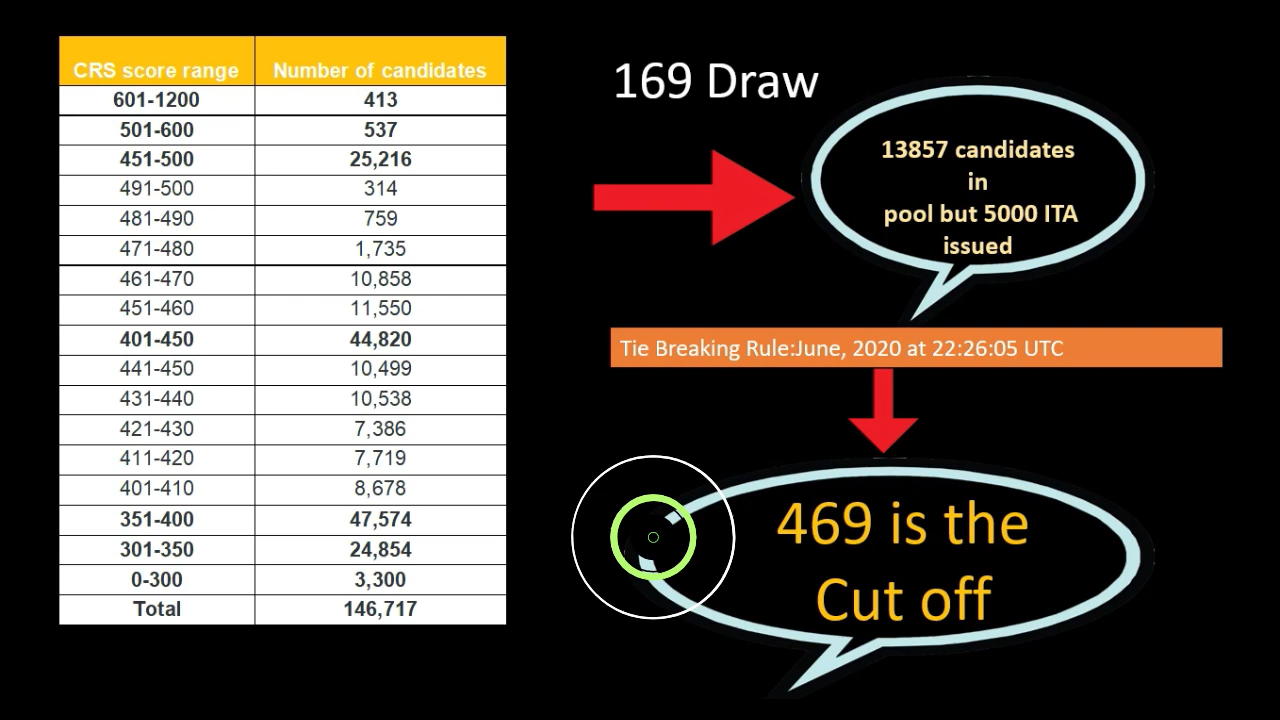 CRS score range Number of candidates
601-1200 413
501-600 537
451-500 25,216
491-500 314
481-490 759
471-480 1,735
461-470 10,858
451-460 11,550
401-450 44,820
441-450 10,499
431-440 10,538
421-430 7,386
411-420 7,719
401-410 8,678
351-400 47,574
301-350 24,854
0-300 3,300
Total 146,717
169 Draw
13857 candidates
in
pool but 5000 ITA
issued
Tie Breaking Rule:June, 2020 at 22:26:05 UTC
469 is the
Cut off